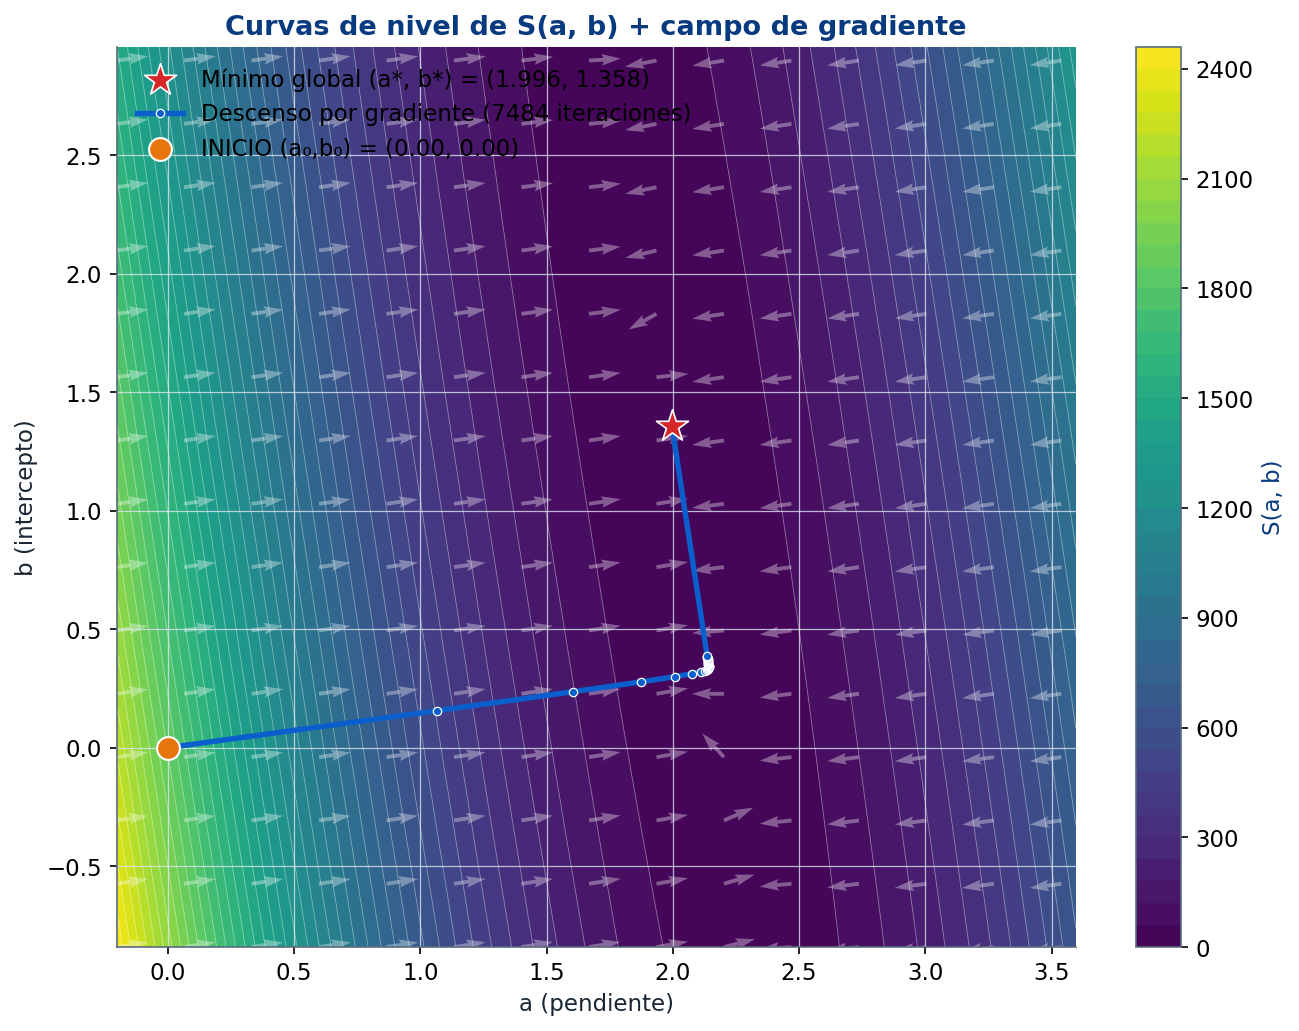 Curvas de nivel de S(a, b) + campo de gradiente
Mínimo global (a*, b*) = (1.996, 1.358)
Descenso por gradiente (7484 iteraciones)
INICIO (a₀,b₀) = (0.00, 0.00)
2.5
2.0
1.5
1.0
0.5
0.0
−0.5
b (intercepto)
0.0 0.5 1.0 1.5 2.0 2.5 3.0 3.5
a (pendiente)
2400
2100
1800
1500
1200
900
600
300
0
S(a, b)